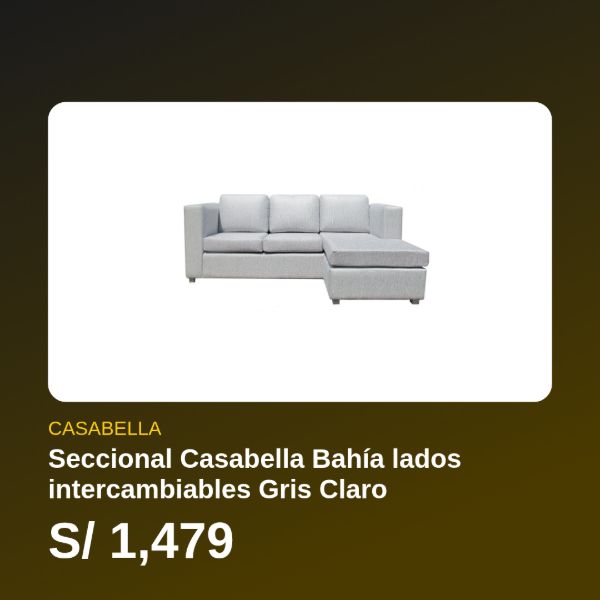 CASABELLA
Seccional Casabella Bahía lados
intercambiables Gris Claro
S/ 1,479